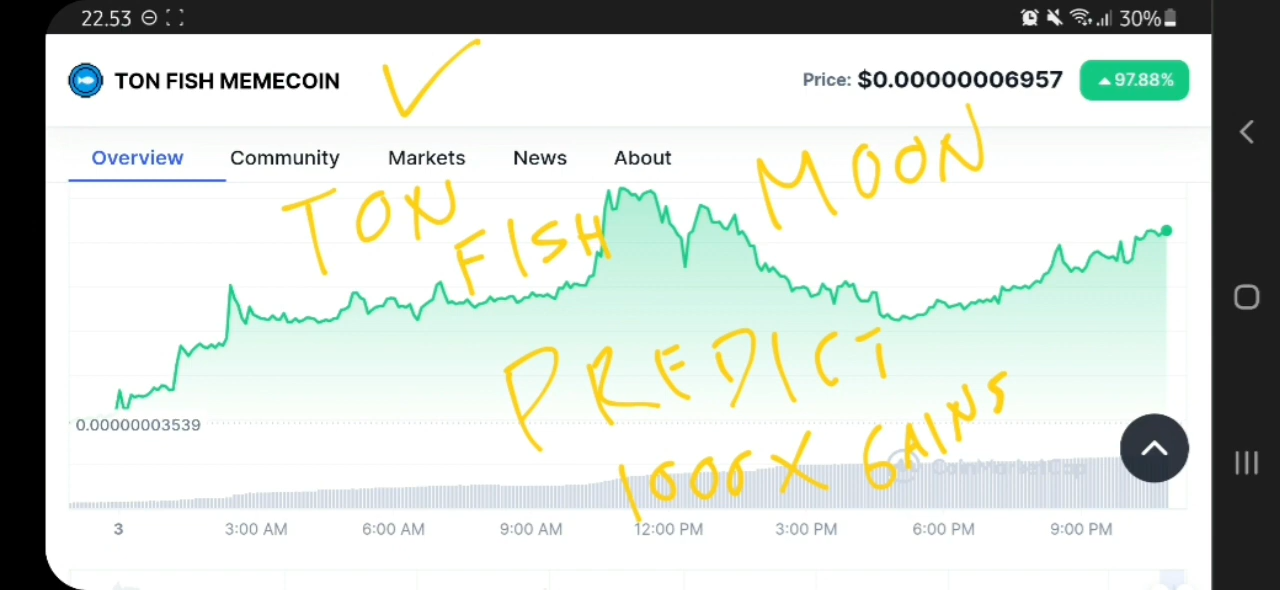 22.53
30%
TON FISH MEMECOIN
Price: $0.00000006957 97.88%
Overview Community Markets News About
TON FISH MOON
PREDICT
1000X GAINS
0.00000003539
CoinMarketCap
3 3:00 AM 6:00 AM 9:00 AM 12:00 PM 3:00 PM 6:00 PM 9:00 PM